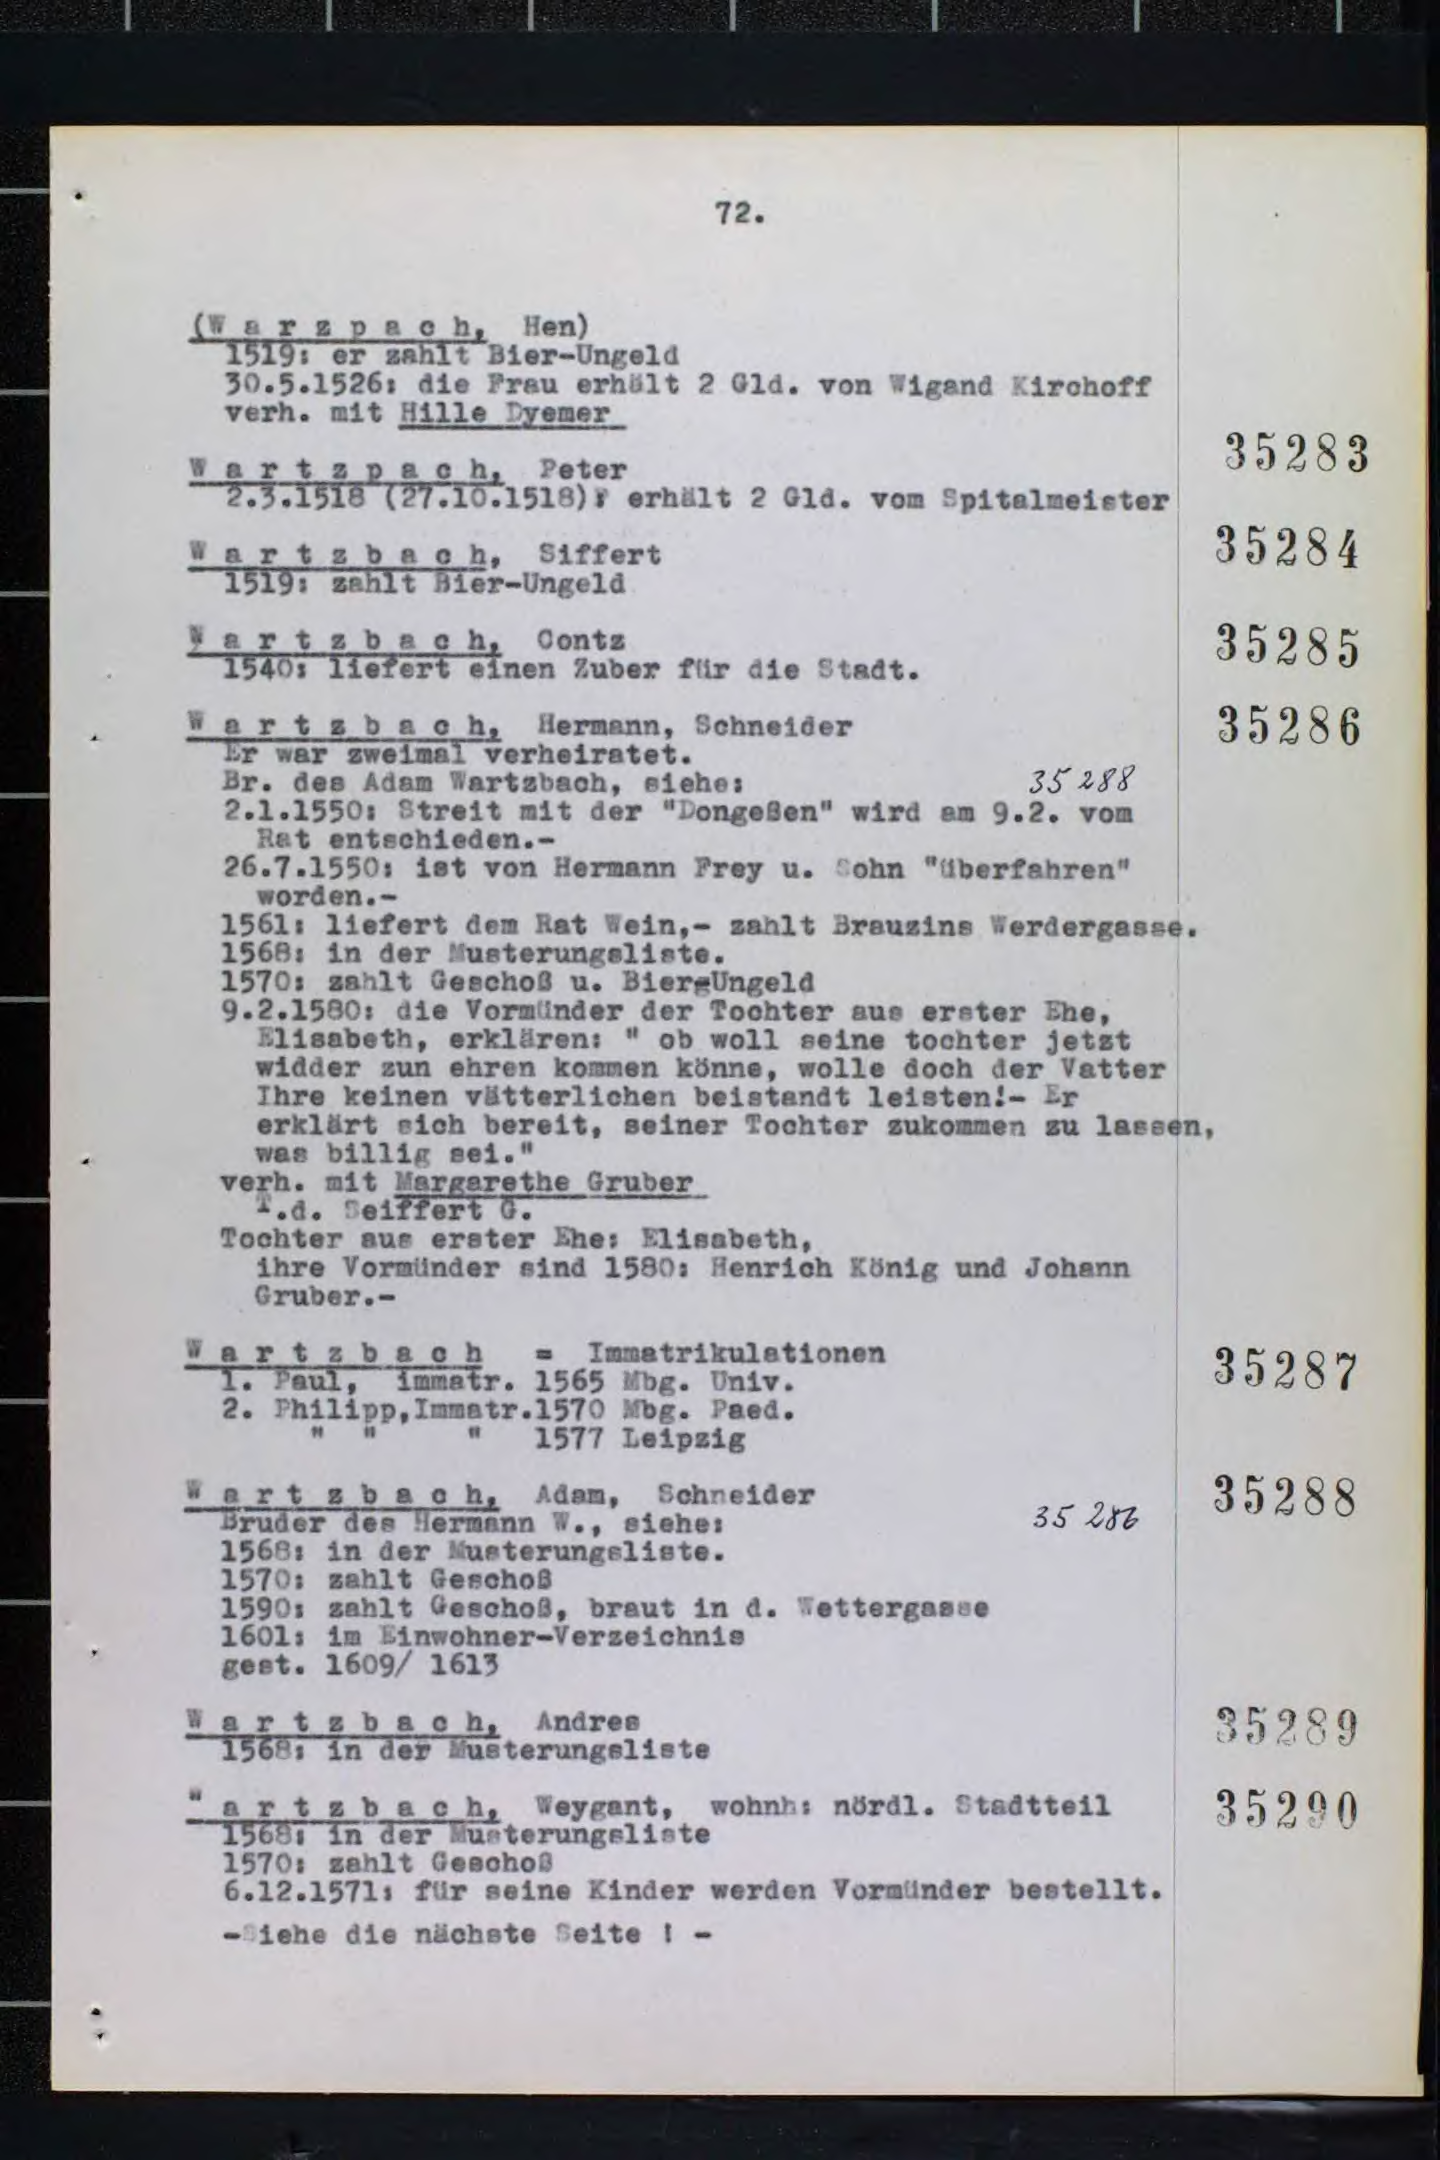 72.
(W a r z p a c h, Hen)
1519: er zahlt Bier-Ungeld
30.5.1526: die Frau erhält 2 Gld. von Wigand Kirchoff
verh. mit Hille Dyemer
W a r t z p a c h, Peter 35283
2.3.1518 (27.10.1518): erhält 2 Gld. vom Spitalmeister
W a r t z b a c h, Siffert 35284
1519: zahlt Bier-Ungeld
W a r t z b a c h, Contz 35285
1540: liefert einen Zuber für die Stadt.
W a r t z b a c h, Hermann, Schneider 35286
Er war zweimal verheiratet.
Br. des Adam Wartzbach, siehe: 35 288
2.1.1550: Streit mit der "Dongeßen" wird am 9.2. vom
Rat entschieden.-
26.7.1550: ist von Hermann Frey u. Sohn "überfahren"
worden.-
1561: liefert dem Rat Wein,- zahlt Brauzins Werdergasse.
1568: in der Musterungsliste.
1570: zahlt Geschoß u. Bier-Ungeld
9.2.1580: die Vormünder der Tochter aus erster Ehe,
Elisabeth, erklären: " ob woll seine tochter jetzt
widder zun ehren kommen könne, wolle doch der Vatter
Ihre keinen vätterlichen beistandt leisten!- Er
erklärt sich bereit, seiner Tochter zukommen zu lassen,
was billig sei."
verh. mit Margarethe Gruber
T.d. Seiffert G.
Tochter aus erster Ehe: Elisabeth,
ihre Vormünder sind 1580: Henrich König und Johann
Gruber.-
W a r t z b a c h = Immatrikulationen 35287
1. Paul, immatr. 1565 Mbg. Univ.
2. Philipp,Immatr.1570 Mbg. Paed.
" " " 1577 Leipzig
W a r t z b a c h, Adam, Schneider 35288
Bruder des Hermann W., siehe: 35 286
1568: in der Musterungsliste.
1570: zahlt Geschoß
1590: zahlt Geschoß, braut in d. Wettergasse
1601: im Einwohner-Verzeichnis
gest. 1609/ 1613
W a r t z b a c h, Andres 35289
1568: in der Musterungsliste
W a r t z b a c h, Weygant, wohnh: nördl. Stadtteil 35290
1568: in der Musterungsliste
1570: zahlt Geschoß
6.12.1571: für seine Kinder werden Vormünder bestellt.
-Siehe die nächste Seite ! -